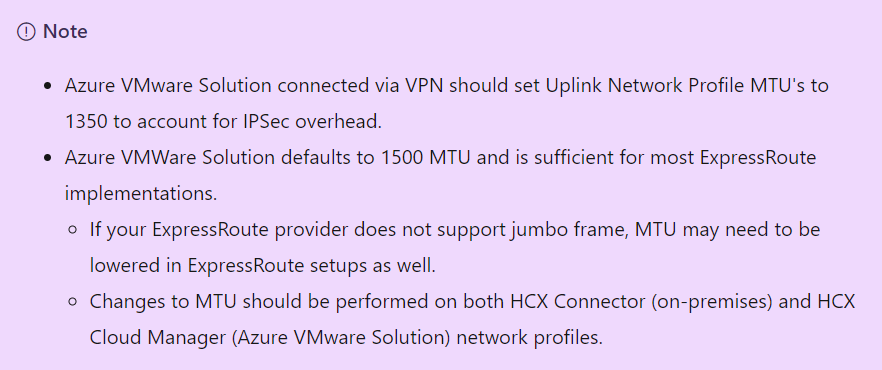 Note
Azure VMware Solution connected via VPN should set Uplink Network Profile MTU's to
1350 to account for IPSec overhead.
Azure VMWare Solution defaults to 1500 MTU and is sufficient for most ExpressRoute
implementations.
If your ExpressRoute provider does not support jumbo frame, MTU may need to be
lowered in ExpressRoute setups as well.
Changes to MTU should be performed on both HCX Connector (on-premises) and HCX
Cloud Manager (Azure VMware Solution) network profiles.